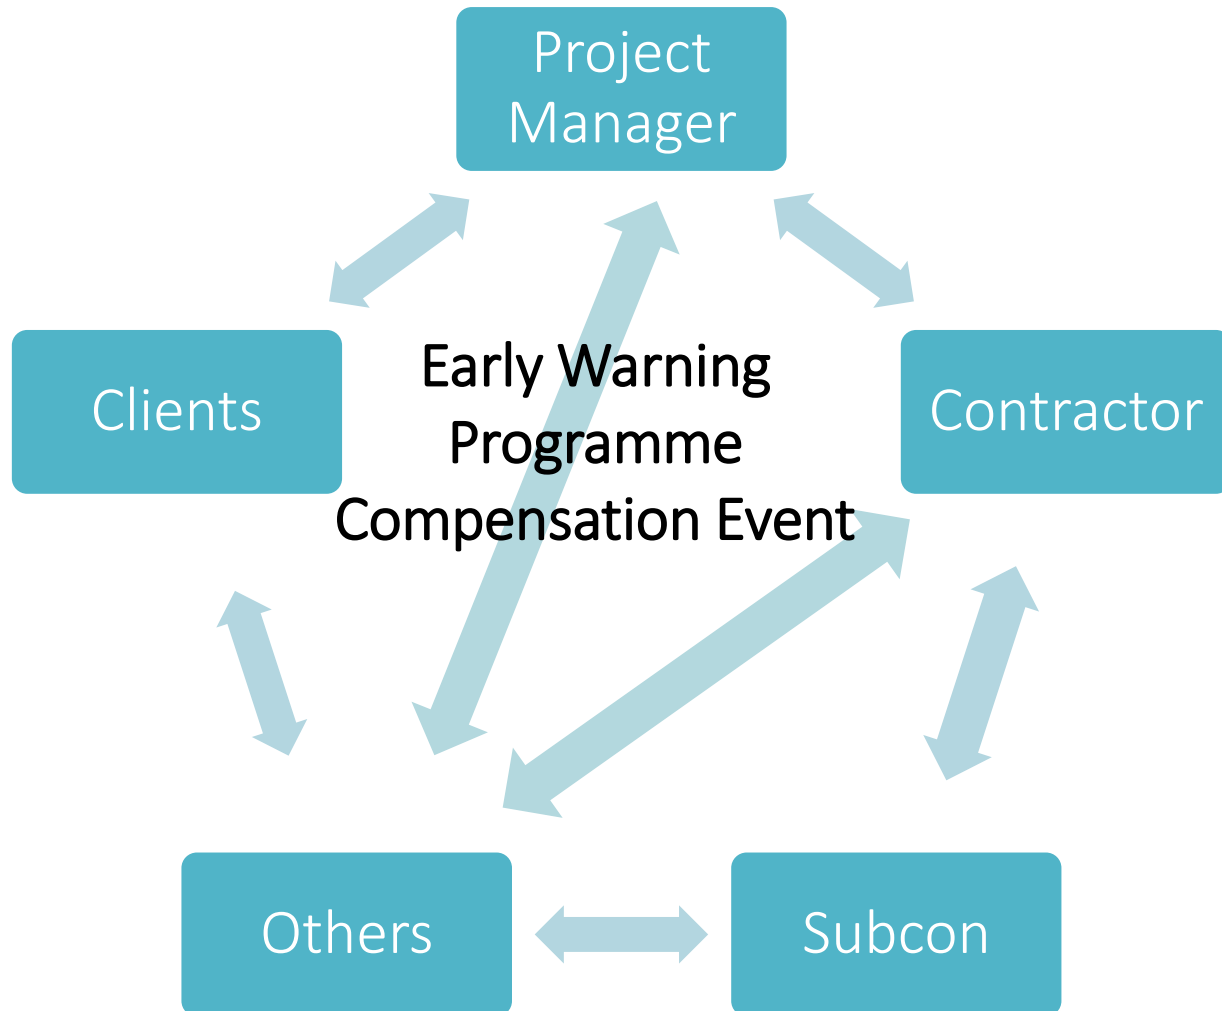 Project
Manager
Clients
Early Warning
Programme
Compensation Event
Contractor
Others
Subcon